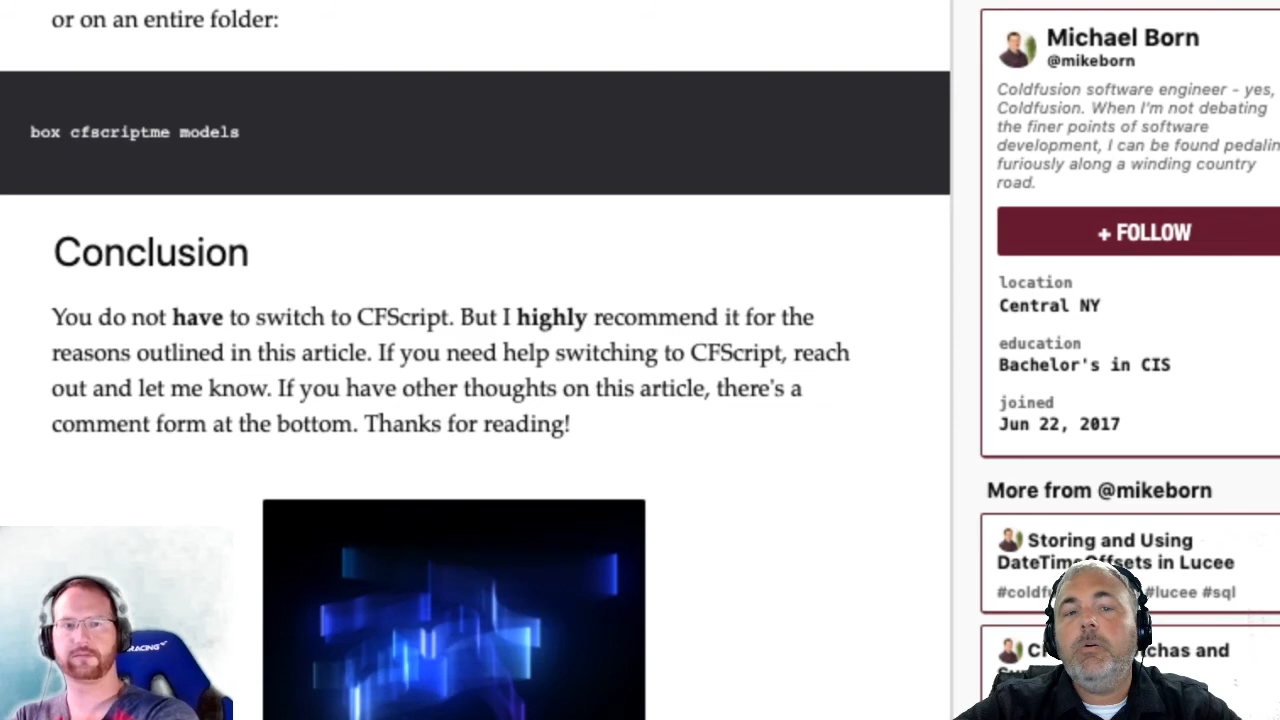 or on an entire folder:
box cfscriptme models
Conclusion
You do not have to switch to CFScript. But I highly recommend it for the
reasons outlined in this article. If you need help switching to CFScript, reach
out and let me know. If you have other thoughts on this article, there's a
comment form at the bottom. Thanks for reading!
RACING
Michael Born
@mikeborn
Coldfusion software engineer - yes,
Coldfusion. When I'm not debating
the finer points of software
development, I can be found
furiously along a winding country
road.
+ FOLLOW
location
Central NY
education
Bachelor's in CIS
joined
Jun 22, 2017
More from @mikeborn
Storing and Using
in Lucee
#lucee #sql
and